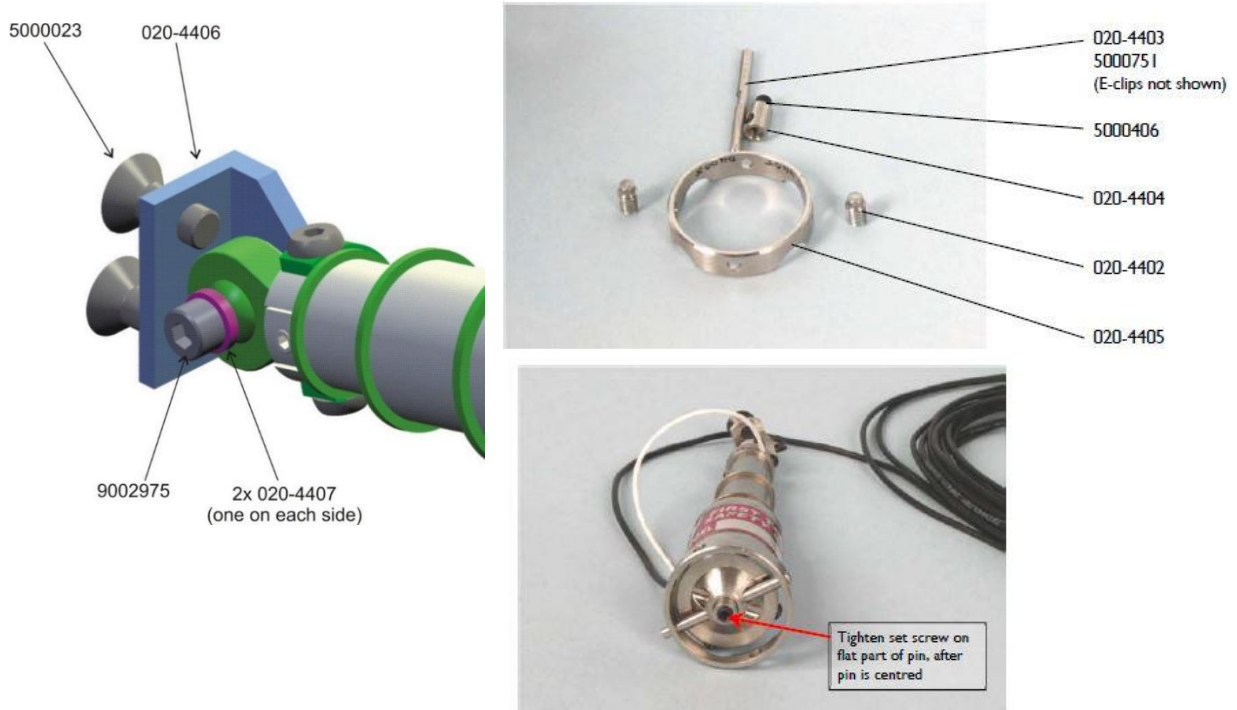 5000023
020-4406
9002975
2x 020-4407
(one on each side)
020-4403
5000751
(E-clips not shown)
5000406
020-4404
020-4402
020-4405
Tighten set screw on
flat part of pin, after
pin is centred